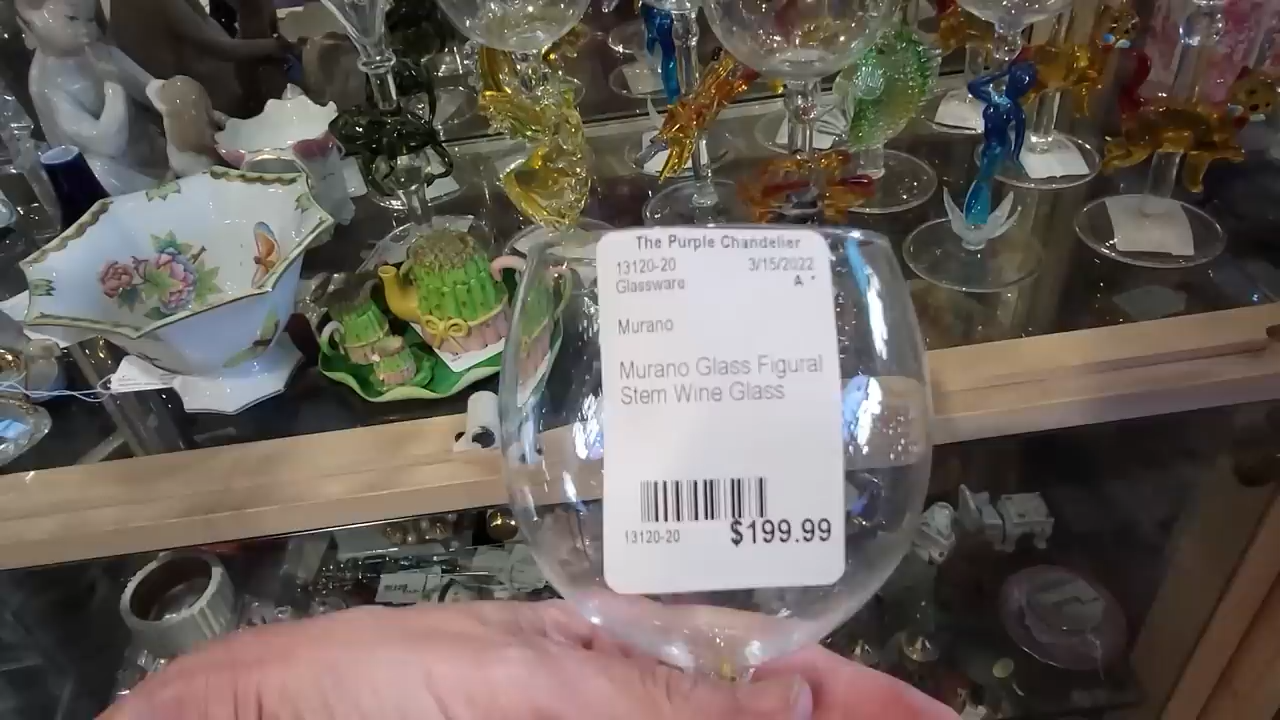 The Purple Chandelier
13120-20 3/15/2022
Glassware A *
Murano
Murano Glass Figural
Stem Wine Glass
13120-20 $199.99